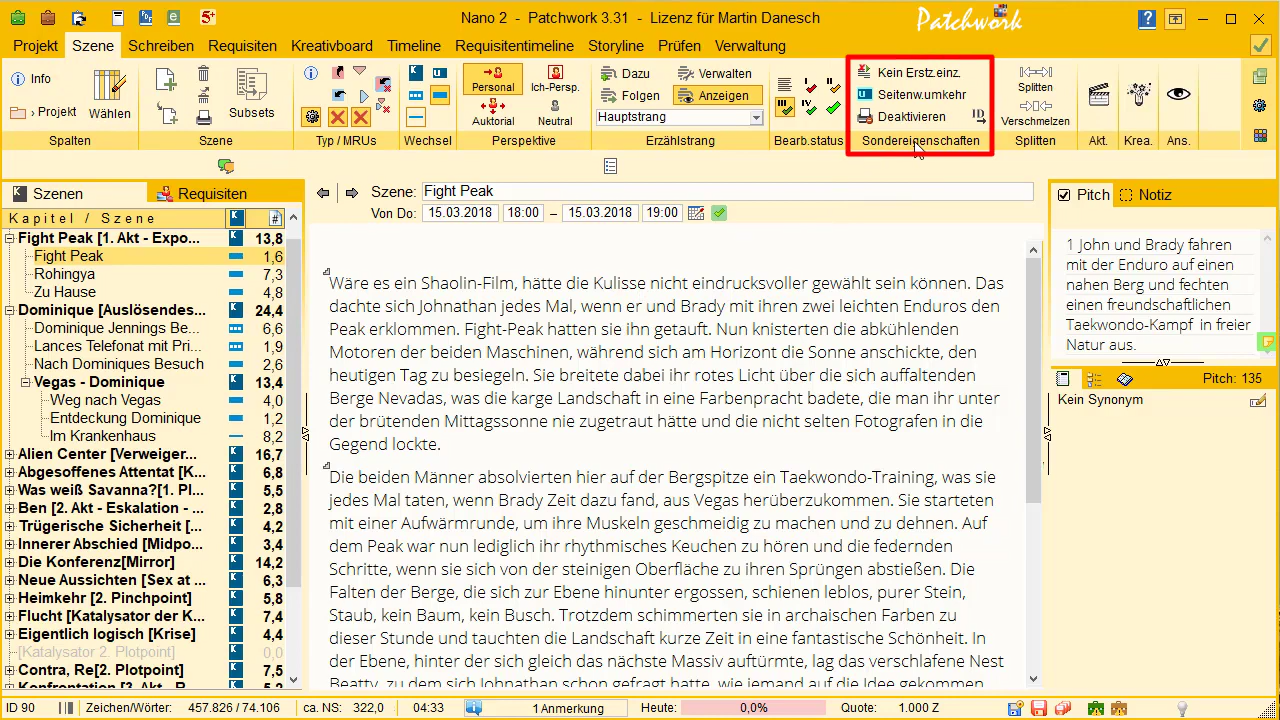 Nano 2 - Patchwork 3.31 - Lizenz für Martin Danesch
Patchwork
Projekt Szene Schreiben Requisiten Kreativboard Timeline Requisitentimeline Storyline Prüfen Verwaltung
Info
Projekt
Wählen
Spalten
Subsets
Szene
Typ / MRUs
Wechsel
Personal
Ich-Persp.
Auktorial
Neutral
Perspektive
Dazu
Verwalten
Folgen
Anzeigen
Hauptstrang
Erzählstrang
Bearb.status
Kein Erstz.einz.
Seitenw.umkehr
Deaktivieren
Sondereigenschaften
Splitten
Verschmelzen
Splitten
Akt.
Krea.
Ans.
Szenen Requisiten
Kapitel / Szene #
Fight Peak [1. Akt - Expo... 13,8
Fight Peak 1,6
Rohingya 7,3
Zu Hause 4,8
Dominique [Auslösendes... 24,4
Dominique Jennings Be... 6,6
Lances Telefonat mit Pri... 1,9
Nach Dominiques Besuch 2,6
Vegas - Dominique 13,4
Weg nach Vegas 4,0
Entdeckung Dominique 1,2
Im Krankenhaus 8,2
Alien Center [Verweiger... 16,7
Abgesoffenes Attentat [K... 6,8
Was weiß Savanna?[1. Pl... 5,5
Ben [2. Akt - Eskalation - ... 2,8
Trügerische Sicherheit [... 4,2
Innerer Abschied [Midpo... 3,4
Die Konferenz[Mirror] 14,2
Neue Aussichten [Sex at ... 6,3
Heimkehr [2. Pinchpoint] 5,8
Flucht [Katalysator der K... 7,4
Eigentlich logisch [Krise] 4,4
[Katalysator 2. Plotpoint] 0,0
Contra, Re[2. Plotpoint] 7,5
Konfrontation [3. Akt - R... 5,2
Szene: Fight Peak
Von Do: 15.03.2018 18:00 – 15.03.2018 19:00
Wäre es ein Shaolin-Film, hätte die Kulisse nicht eindrucksvoller gewählt sein können. Das
dachte sich Johnathan jedes Mal, wenn er und Brady mit ihren zwei leichten Enduros den
Peak erklommen. Fight-Peak hatten sie ihn getauft. Nun knisterten die abkühlenden
Motoren der beiden Maschinen, während sich am Horizont die Sonne anschickte, den
heutigen Tag zu besiegeln. Sie breitete dabei ihr rotes Licht über die sich auffaltenden
Berge Nevadas, was die karge Landschaft in eine Farbenpracht badete, die man ihr unter
der brütenden Mittagssonne nie zugetraut hätte und die nicht selten Fotografen in die
Gegend lockte.
Die beiden Männer absolvierten hier auf der Bergspitze ein Taekwondo-Training, was sie
jedes Mal taten, wenn Brady Zeit dazu fand, aus Vegas herüberzukommen. Sie starteten
mit einer Aufwärmrunde, um ihre Muskeln geschmeidig zu machen und zu dehnen. Auf
dem Peak war nun lediglich ihr rhythmisches Keuchen zu hören und die federnden
Schritte, wenn sie sich von der steinigen Oberfläche zu ihren Sprüngen abstießen. Die
Falten der Berge, die sich zur Ebene hinunter ergossen, schienen leblos, purer Stein,
Staub, kein Baum, kein Busch. Trotzdem schimmerten sie in archaischen Farben zu
dieser Stunde und tauchten die Landschaft kurze Zeit in eine fantastische Schönheit. In
der Ebene, hinter der sich gleich das nächste Massiv auftürmte, lag das verschlafene Nest
Beatty, zu dem sich Johnathan schon gefragt hatte, wie jemand auf die Idee gekommen
Pitch Notiz
1 John und Brady fahren
mit der Enduro auf einen
nahen Berg und fechten
einen freundschaftlichen
Taekwondo-Kampf in freier
Natur aus.
Pitch: 135
Kein Synonym
ID 90 Zeichen/Wörter: 457.826 / 74.106 ca. NS: 322,0 04:33 1 Anmerkung Heute: 0,0% Quote: 1.000 Z